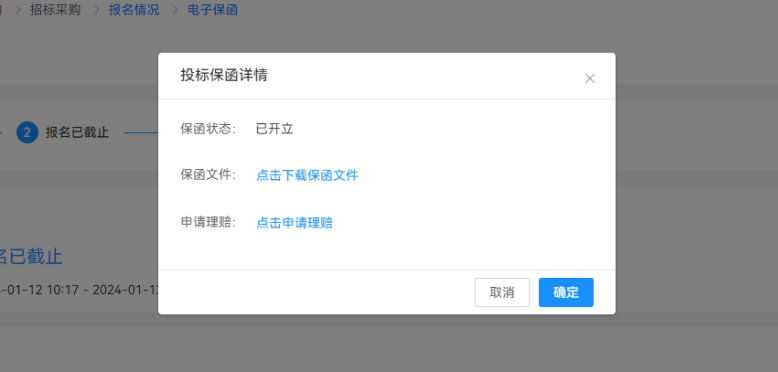 招标采购 > 报名情况 > 电子保函
投标保函详情
2 报名已截止
保函状态： 已开立
保函文件： 点击下载保函文件
申请理赔： 点击申请理赔
名已截止
-01-12 10:17 - 2024-01-12
取消 确定